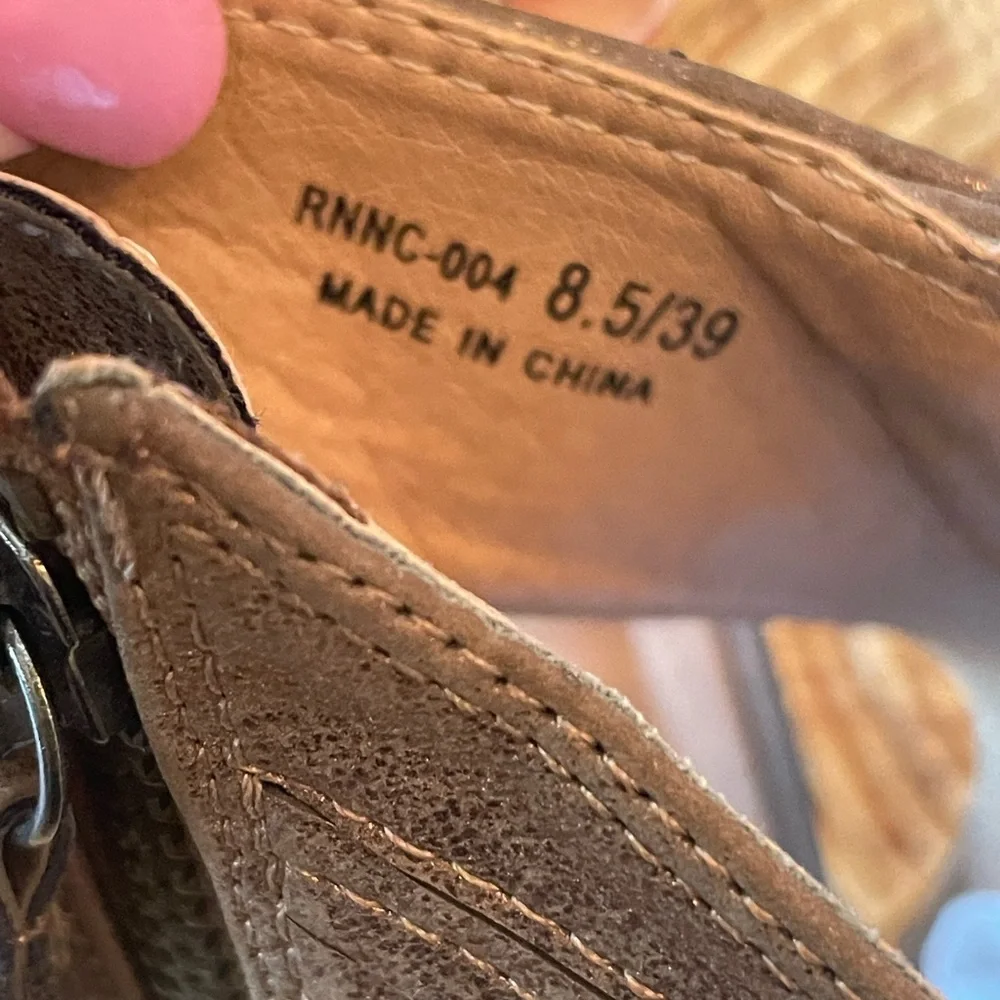 RNNC-004 8.5/39
MADE IN CHINA